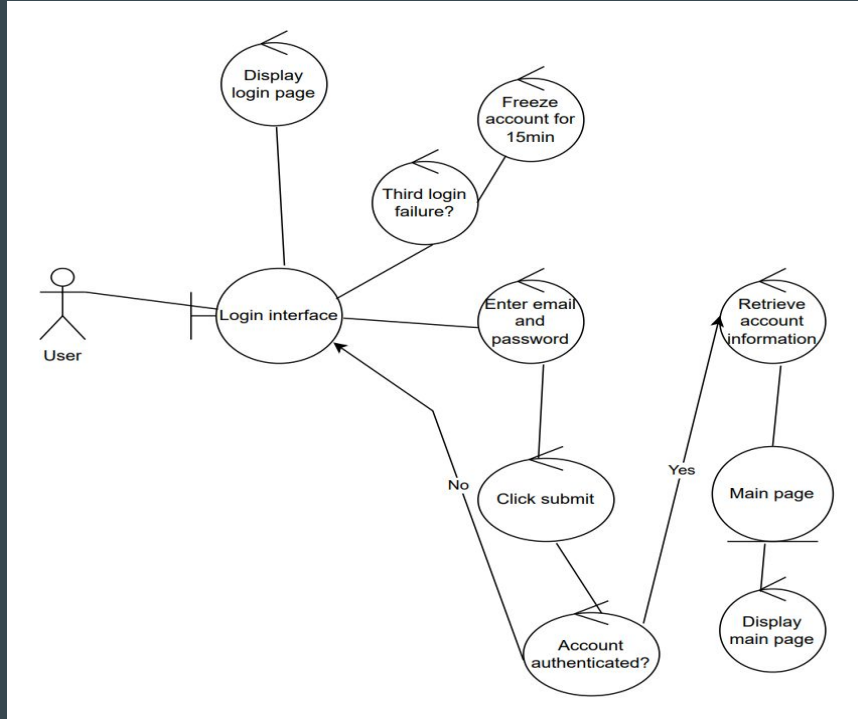 Display
login page
Freeze
account for
15min
Third login
failure?
Login interface
Enter email
and
password
Retrieve
account
information
User
No
Click submit
Yes
Main page
Account
authenticated?
Display
main page